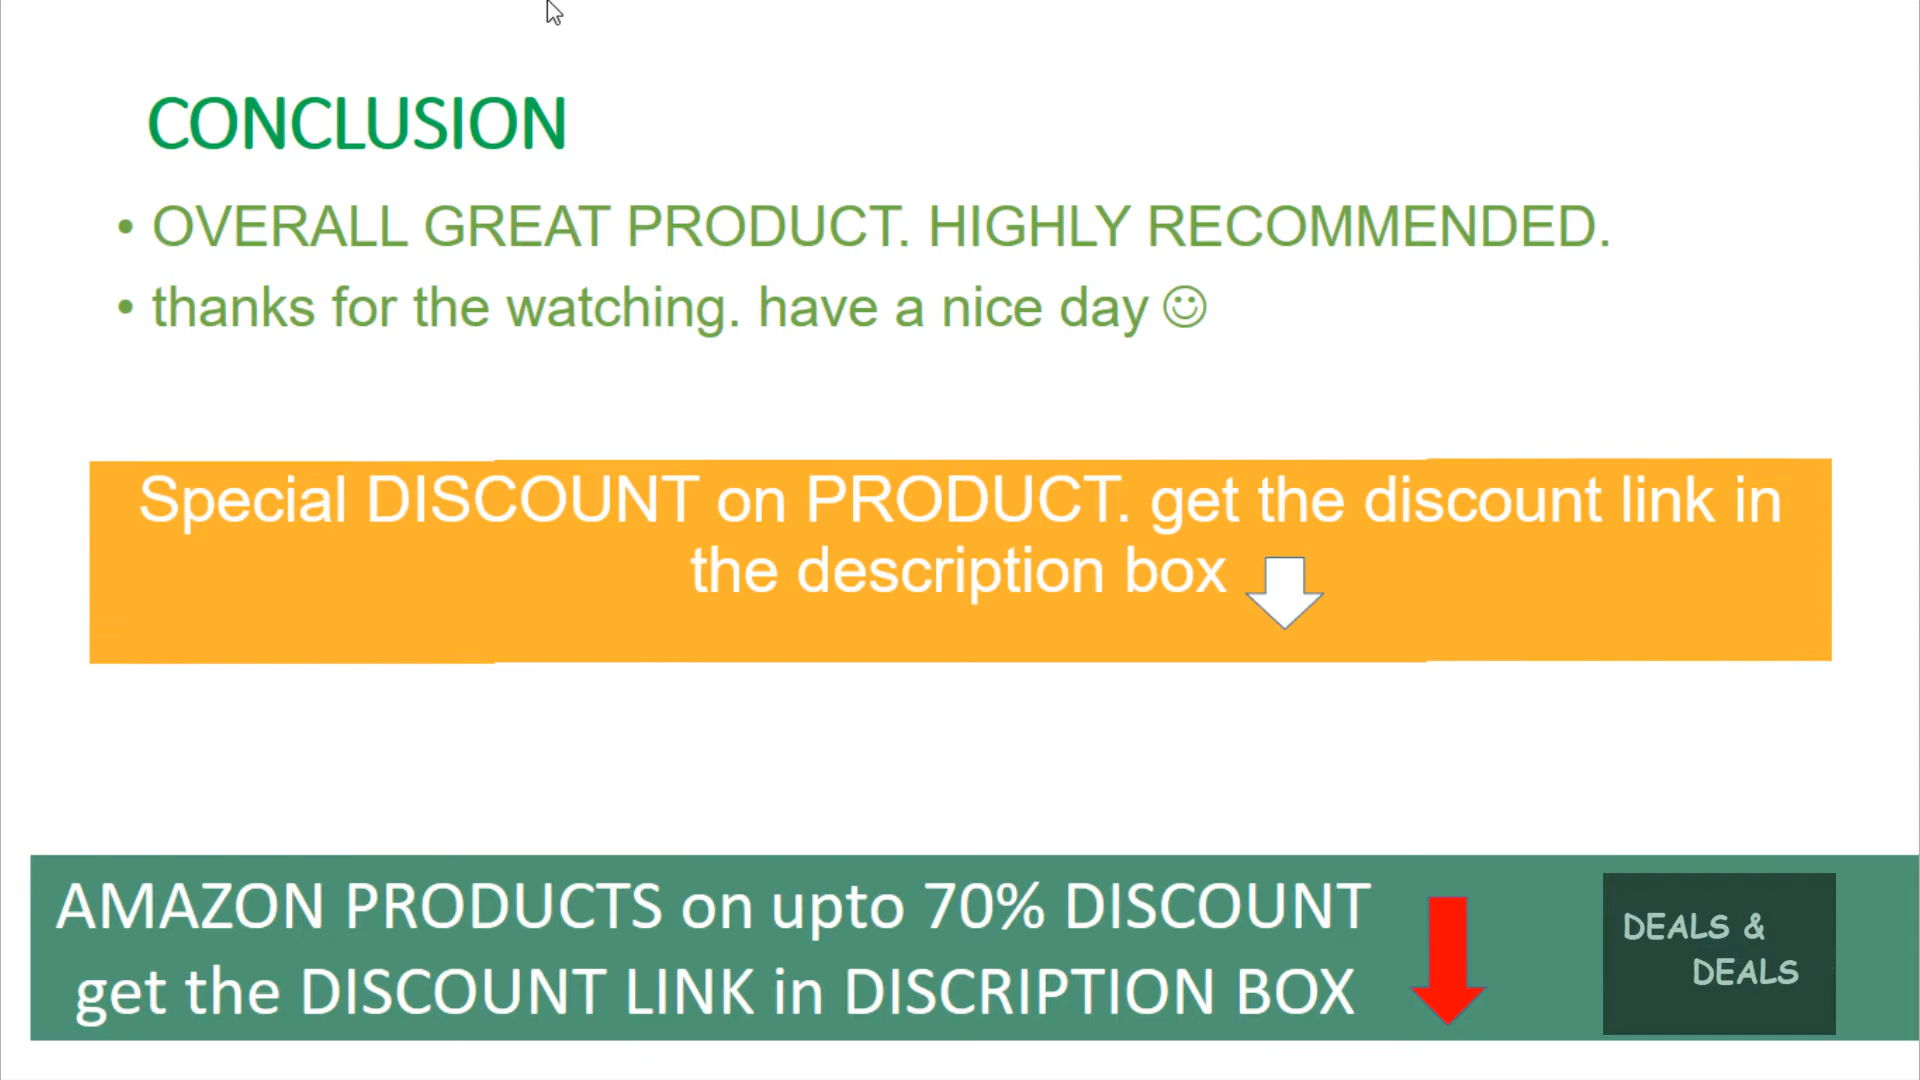 CONCLUSION
• OVERALL GREAT PRODUCT. HIGHLY RECOMMENDED.
• thanks for the watching. have a nice day ☺
Special DISCOUNT on PRODUCT. get the discount link in
the description box
AMAZON PRODUCTS on upto 70% DISCOUNT
get the DISCOUNT LINK in DISCRIPTION BOX
DEALS &
DEALS